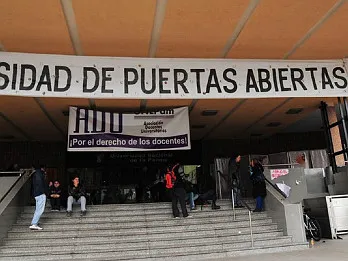 SIDAD DE PUERTAS ABIERTAS
ADU
Asociación
Docentes
Universitarios
¡Por el derecho de los docentes!